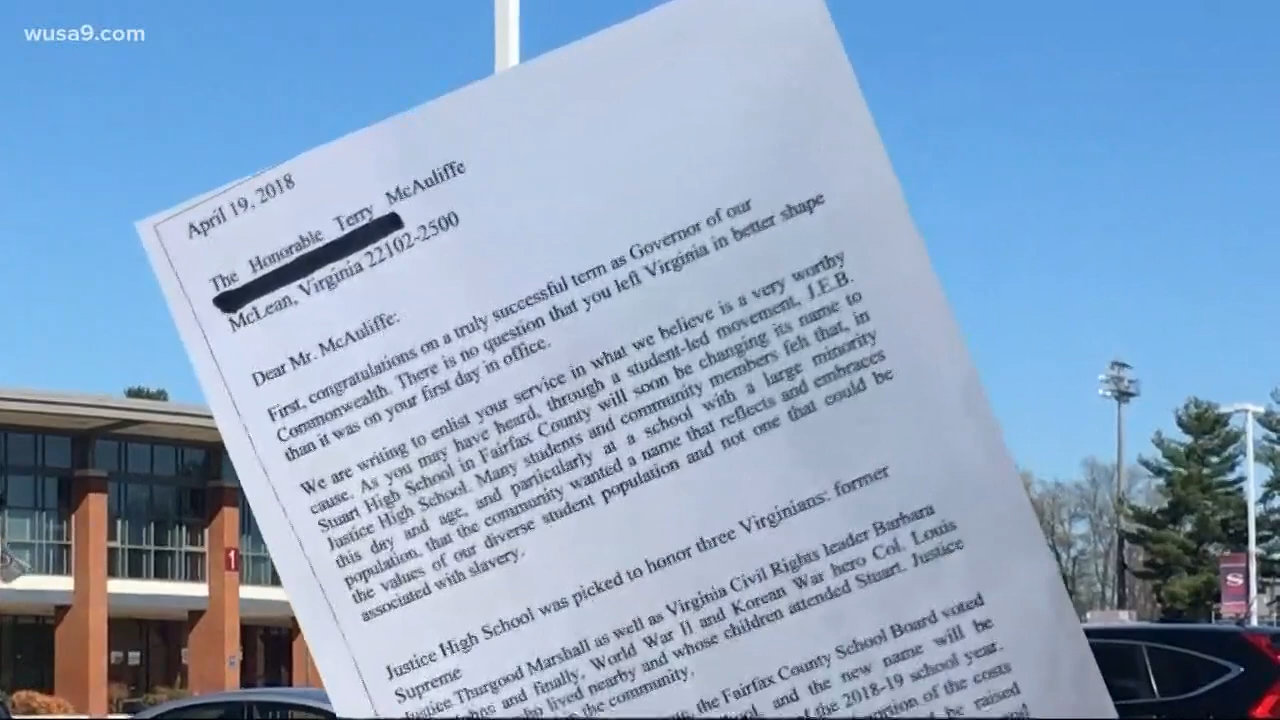 wusa9.com
April 19, 2018
The Honorable Terry McAuliffe
McLean, Virginia 22102-2500
Dear Mr. McAuliffe:
First, congratulations on a truly successful term as Governor of our
Commonwealth. There is no question that you left Virginia in better shape
than it was on your first day in office.
We are writing to enlist your service in what we believe is a very worthy
cause. As you may have heard, through a student-led movement, J.E.B.
Stuart High School in Fairfax County will soon be changing its name to
Justice High School. Many students and community members felt that, in
this day and age, and particularly at a school with a large minority
population, that the community wanted a name that reflects and embraces
the values of our diverse student population and not one that could be
associated with slavery.
Justice High School was picked to honor three Virginians: former
Supreme
Justice Thurgood Marshall as well as Virginia Civil Rights leader Barbara
Johns and finally, World War II and Korean War hero Col. Louis
who lived nearby and whose children attended Stuart. Justice
in the community.
the Fairfax County School Board voted
and the new name will be
of the 2018-19 school year.
portion of the costs
be raised
1
S